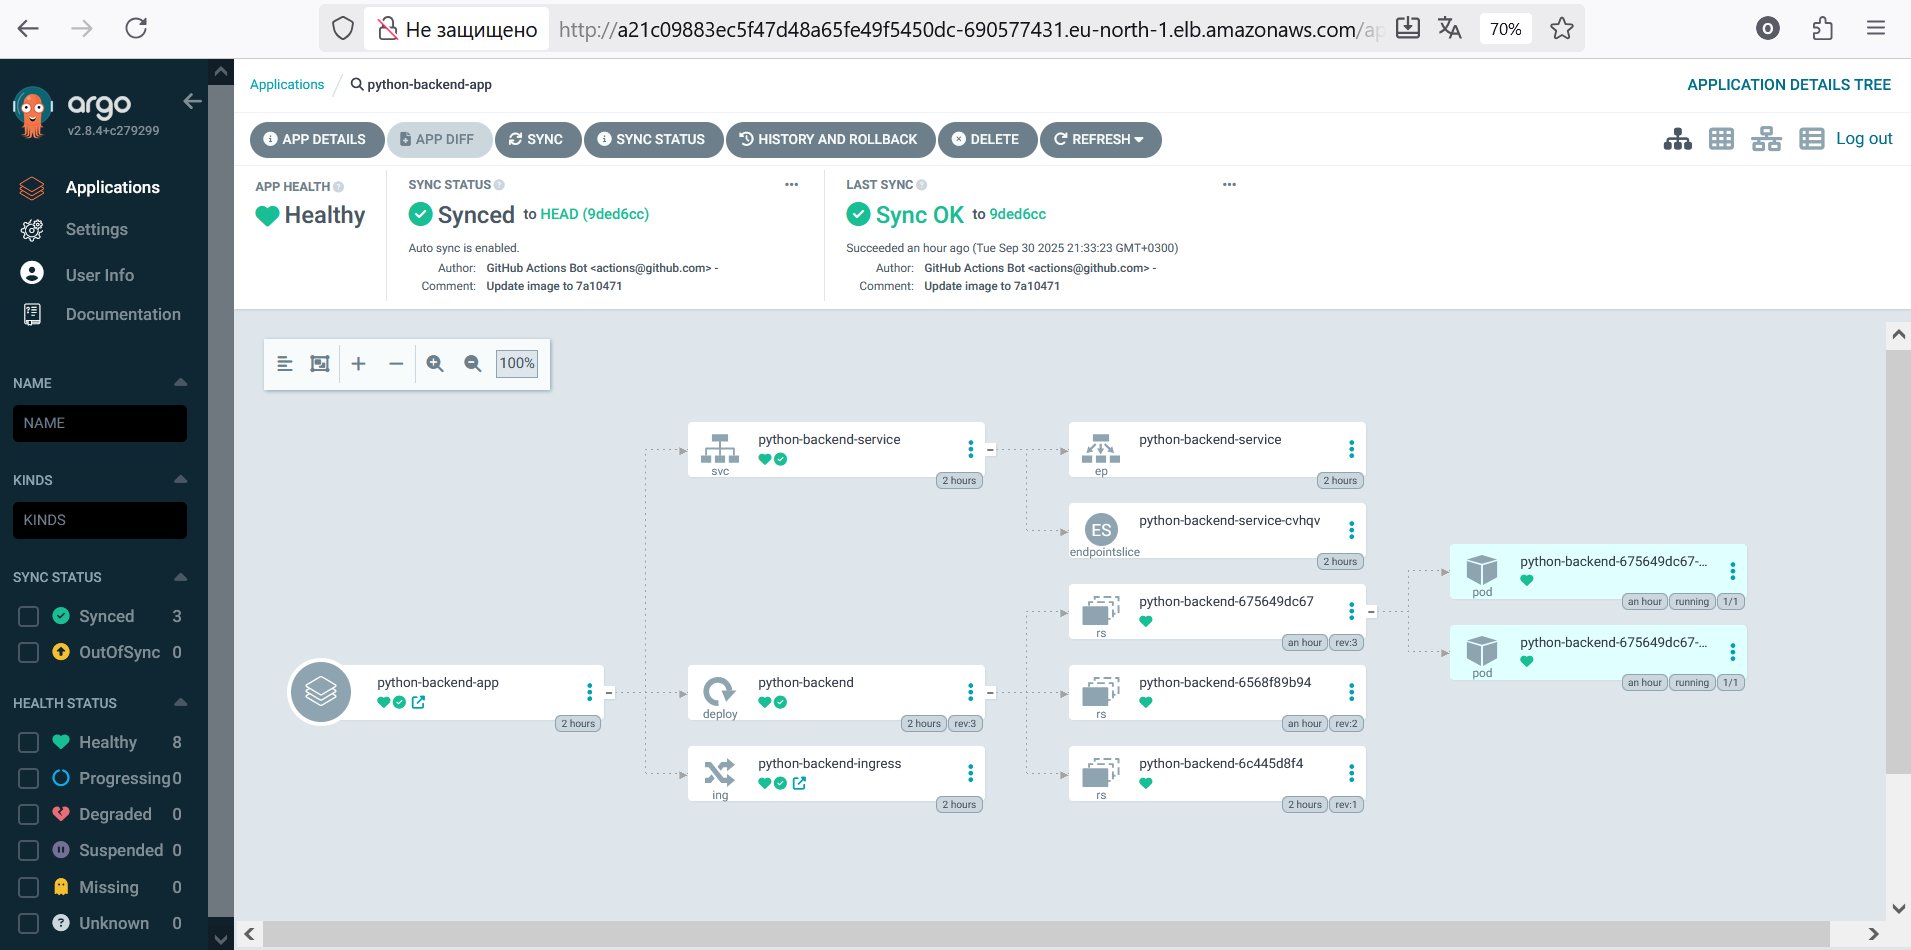 Не защищено
http://a21c09883ec5f47d48a65fe49f5450dc-690577431.eu-north-1.elb.amazonaws.com/ap
70%
O
argo
v2.8.4+c279299
Applications
Settings
User Info
Documentation
NAME
NAME
KINDS
KINDS
SYNC STATUS
Synced 3
OutOfSync 0
HEALTH STATUS
Healthy 8
Progressing 0
Degraded 0
Suspended 0
Missing 0
Unknown 0
Applications / python-backend-app
APPLICATION DETAILS TREE
APP DETAILS
APP DIFF
SYNC
SYNC STATUS
HISTORY AND ROLLBACK
DELETE
REFRESH
Log out
APP HEALTH
Healthy
SYNC STATUS
Synced to HEAD (9ded6cc)
Auto sync is enabled.
Author: GitHub Actions Bot <actions@github.com> -
Comment: Update image to 7a10471
LAST SYNC
Sync OK to 9ded6cc
Succeeded an hour ago (Tue Sep 30 2025 21:33:23 GMT+0300)
Author: GitHub Actions Bot <actions@github.com> -
Comment: Update image to 7a10471
100%
python-backend-app
2 hours
python-backend-service
svc
2 hours
python-backend
deploy
2 hours rev:3
python-backend-ingress
ing
2 hours
python-backend-service
ep
2 hours
ES
python-backend-service-cvhqv
endpointslice
2 hours
python-backend-675649dc67
rs
an hour rev:3
python-backend-6568f89b94
rs
an hour rev:2
python-backend-6c445d8f4
rs
2 hours rev:1
python-backend-675649dc67-...
pod
an hour running 1/1
python-backend-675649dc67-...
pod
an hour running 1/1